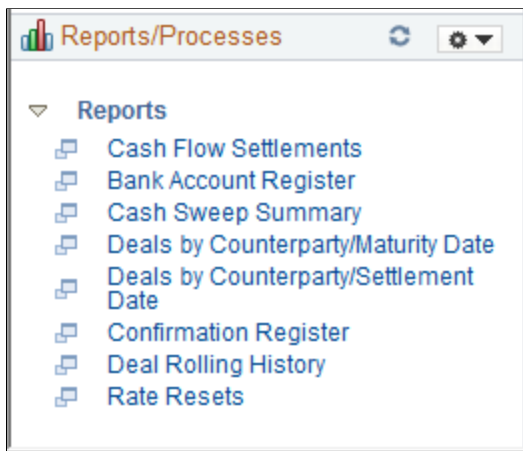 Reports/Processes
Reports
Cash Flow Settlements
Bank Account Register
Cash Sweep Summary
Deals by Counterparty/Maturity Date
Deals by Counterparty/Settlement
Date
Confirmation Register
Deal Rolling History
Rate Resets